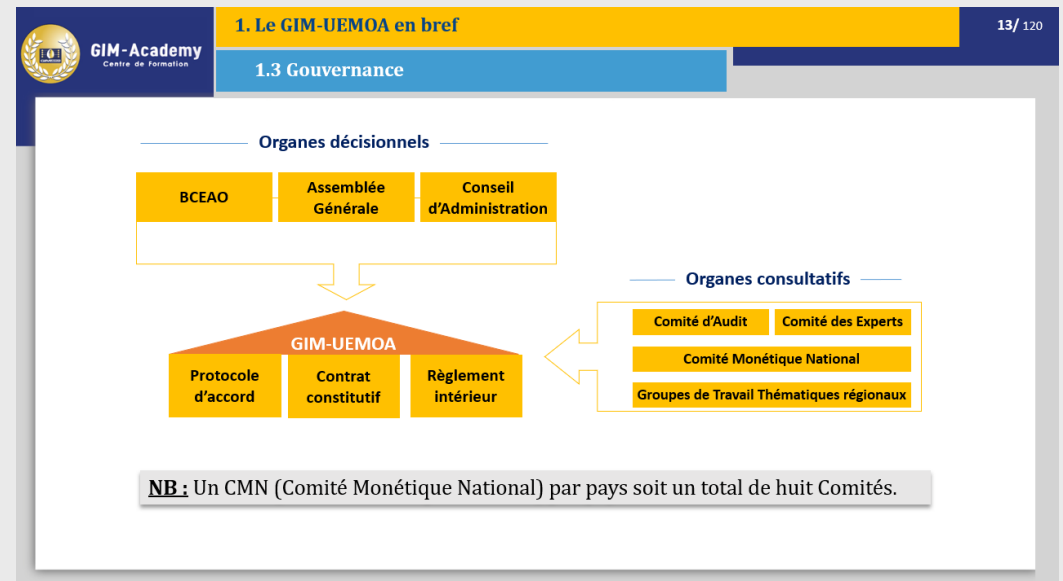 1. Le GIM-UEMOA en bref
13/ 120
GIM-Academy
Centre de Formation
1.3 Gouvernance
Organes décisionnels
BCEAO
Assemblée
Générale
Conseil
d'Administration
Organes consultatifs
Comité d'Audit
Comité des Experts
Comité Monétique National
Groupes de Travail Thématiques régionaux
GIM-UEMOA
Protocole
d'accord
Contrat
constitutif
Règlement
intérieur
NB : Un CMN (Comité Monétique National) par pays soit un total de huit Comités.